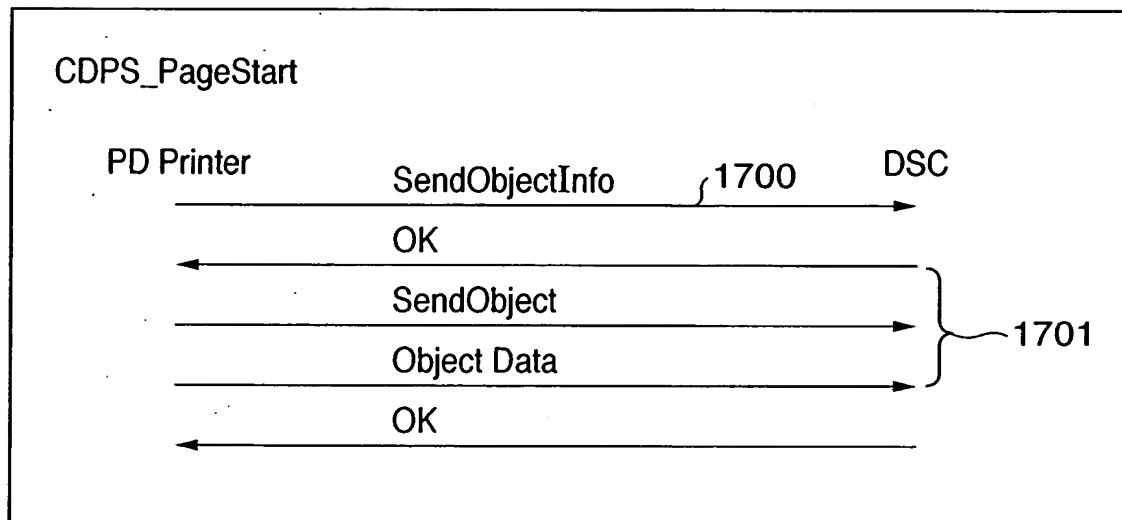 CDPS_PageStart
PD Printer DSC
SendObjectInfo 1700
OK
SendObject
1701
Object Data
OK